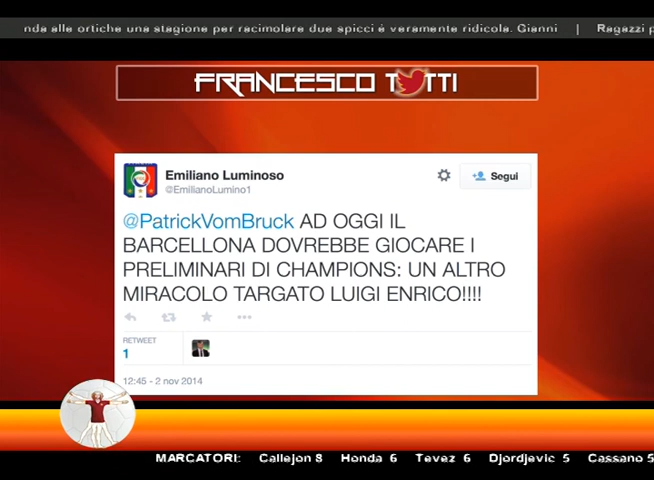 nda alle ortiche una stagione per racimolare due spicci è veramente ridicola. Gianni | Ragazzi p
FRANCESCO T TTI
Emiliano Luminoso
@EmilianoLumino1
Segui
@PatrickVomBruck AD OGGI IL
BARCELLONA DOVREBBE GIOCARE I
PRELIMINARI DI CHAMPIONS: UN ALTRO
MIRACOLO TARGATO LUIGI ENRICO!!!!
RETWEET
1
12:45 - 2 nov 2014
MARCATORI: Callejon 8 Honda 6 Tevez 6 Djordjevic 5 Cassano 5